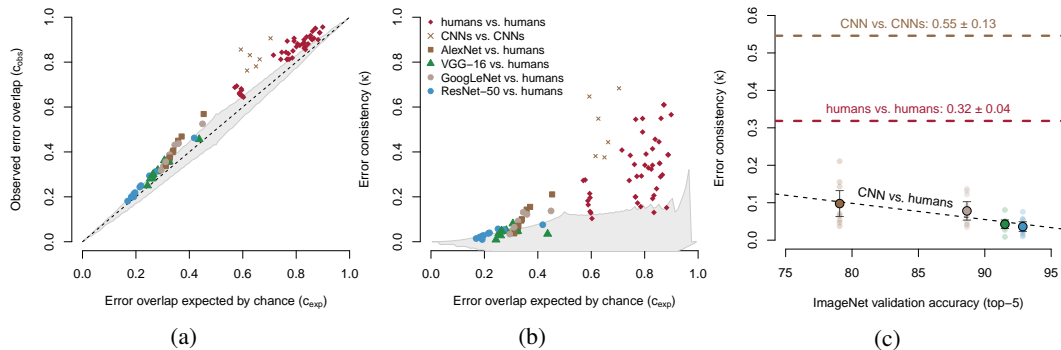 Observed error overlap (c_obs)
1.0
0.8
0.6
0.4
0.2
0.0
0.0 0.2 0.4 0.6 0.8 1.0
Error overlap expected by chance (c_exp)
(a)
Error consistency (κ)
1.0
0.8
0.6
0.4
0.2
0.0
humans vs. humans
CNNs vs. CNNs
AlexNet vs. humans
VGG−16 vs. humans
GoogLeNet vs. humans
ResNet−50 vs. humans
0.0 0.2 0.4 0.6 0.8 1.0
Error overlap expected by chance (c_exp)
(b)
Error consistency (κ)
0.6
0.5
0.4
0.3
0.2
0.1
0.0
CNN vs. CNNs: 0.55 ± 0.13
humans vs. humans: 0.32 ± 0.04
CNN vs. humans
75 80 85 90 95
ImageNet validation accuracy (top−5)
(c)